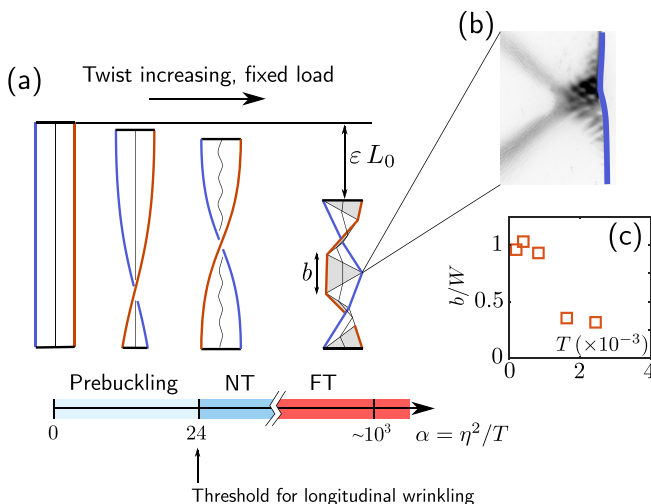 (a)
Twist increasing, fixed load
ε L₀
b
Prebuckling NT FT
0 24 ~10³ α = η²/T
Threshold for longitudinal wrinkling
(b)
(c)
b/W
1
0.5
0
T (×10⁻³)
0 2 4